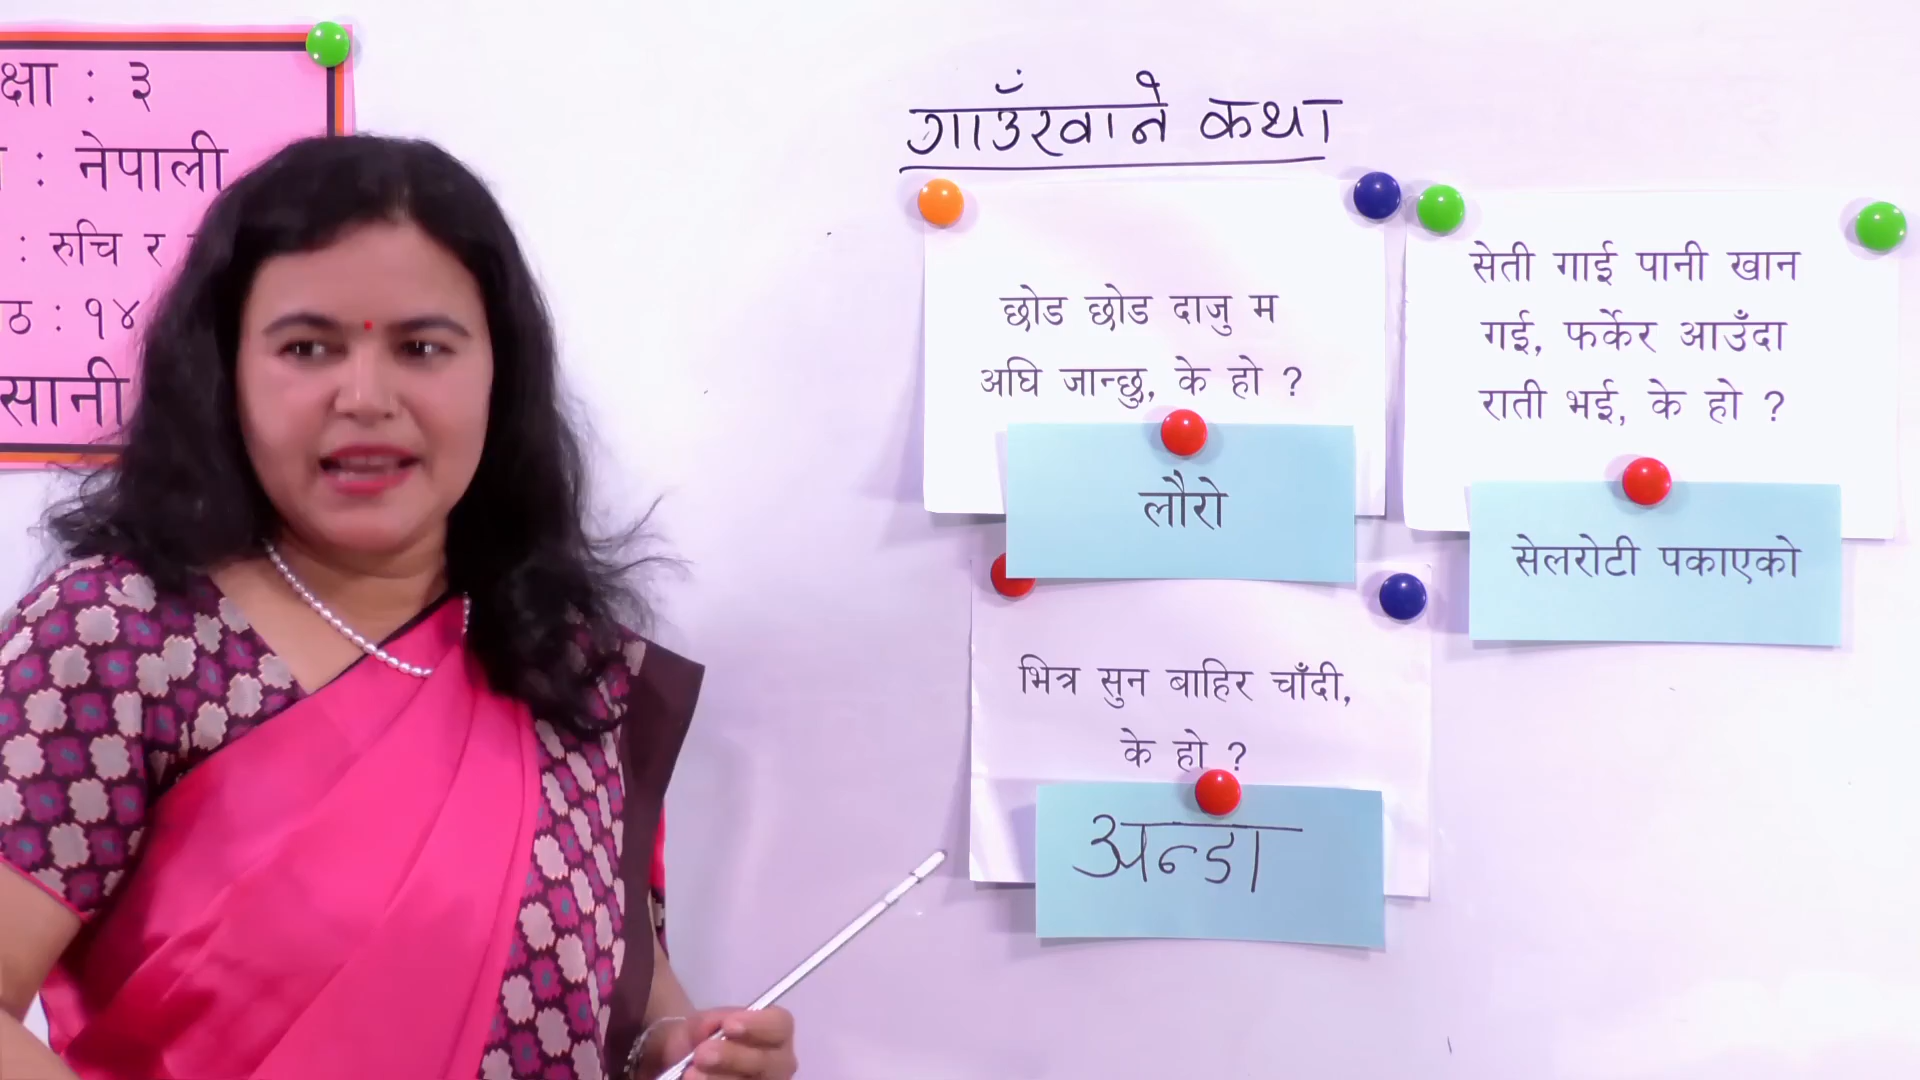 क्षा : ३
: नेपाली
: रुचि र
ठ : १४
सानी
गाउँखाने कथा
छोड छोड दाजु म
अघि जान्छु, के हो ?
लौरो
सेती गाई पानी खान
गई, फर्केर आउँदा
राती भई, के हो ?
सेलरोटी पकाएको
भित्र सुन बाहिर चाँदी,
के हो ?
अन्डा